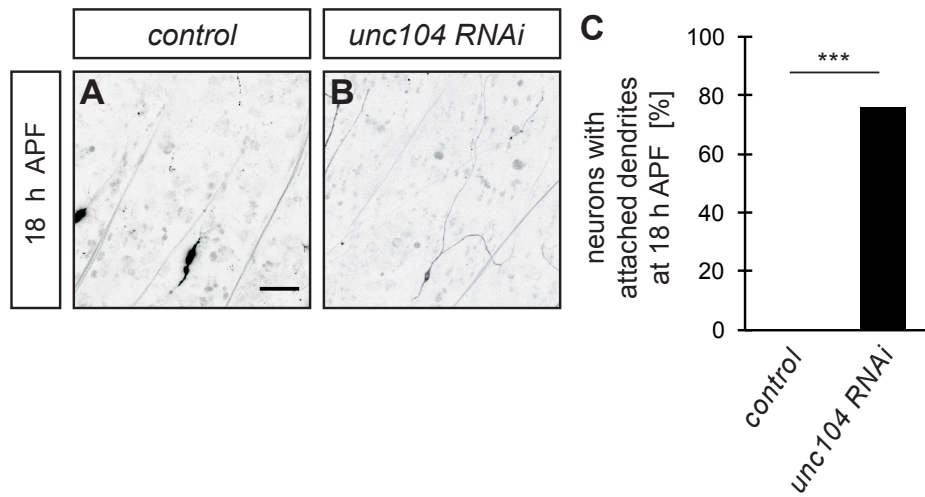 control
unc104 RNAi
18 h APF
A
B
C
neurons with
attached dendrites
at 18 h APF [%]
100
80
60
40
20
0
***
control
unc104 RNAi